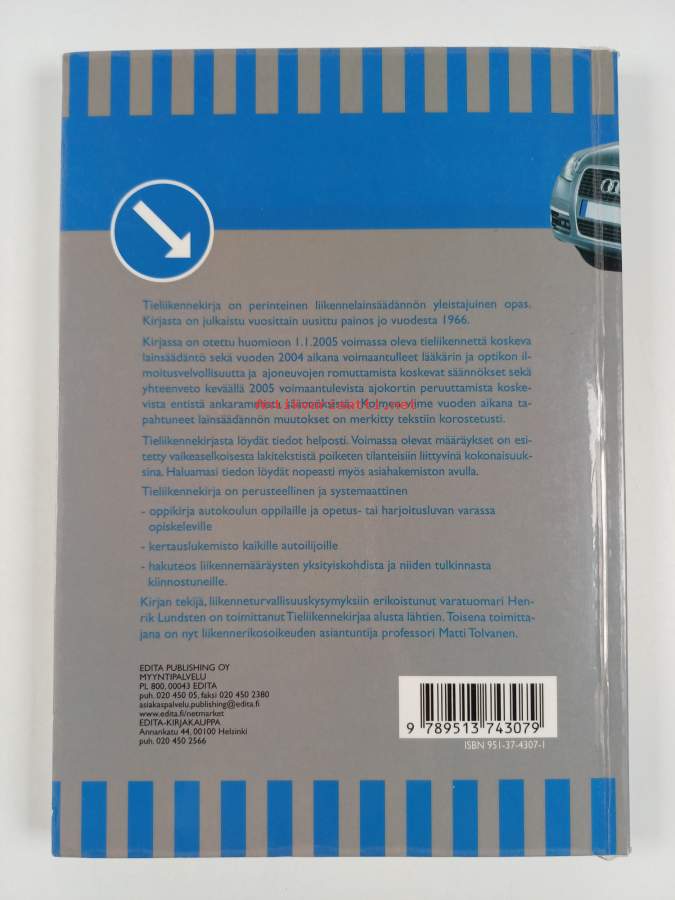 Tieliikennekirja on perinteinen liikennelainsäädännön yleistajuinen opas.
Kirjasta on julkaistu vuosittain uusittu painos jo vuodesta 1966.
Kirjassa on otettu huomioon 1.1.2005 voimassa oleva tieliikennettä koskeva
lainsäädäntö sekä vuoden 2004 aikana voimaantulleet lääkärin ja optikon il-
moitusvelvollisuutta ja ajoneuvojen romuttamista koskevat säännökset sekä
yhteenveto keväällä 2005 voimaantulevista ajokortin peruuttamista koske-
vista entistä ankarammista säännöksistä. Kolmen viime vuoden aikana ta-
pahtuneet lainsäädännön muutokset on merkitty tekstiin korostetusti.
Tieliikennekirjasta löydät tiedot helposti. Voimassa olevat määräykset on esi-
tetty vaikeaselkoisesta lakitekstistä poiketen tilanteisiin liittyvinä kokonaisuuk-
sina. Haluamasi tiedon löydät nopeasti myös asiahakemiston avulla.
Tieliikennekirja on perusteellinen ja systemaattinen
- oppikirja autokoulun oppilaille ja opetus- tai harjoitusluvan varassa
opiskeleville
- kertauslukemisto kaikille autoilijoille
- hakuteos liikennemääräysten yksityiskohdista ja niiden tulkinnasta
kiinnostuneille.
Kirjan tekijä, liikenneturvallisuuskysymyksiin erikoistunut varatuomari Hen-
rik Lundsten on toimittanut Tieliikennekirjaa alusta lähtien. Toisena toimitta-
jana on nyt liikennerikosoikeuden asiantuntija professori Matti Tolvanen.
EDITA PUBLISHING OY
MYYNTIPALVELU
PL 800, 00043 EDITA
puh. 020 450 05, faksi 020 450 2380
asiakaspalvelu.publishing@edita.fi
www.edita.fi/netmarket
EDITA-KIRJAKAUPPA
Annankatu 44, 00100 Helsinki
puh. 020 450 2566
9 789513 743079
ISBN 951-37-4307-1